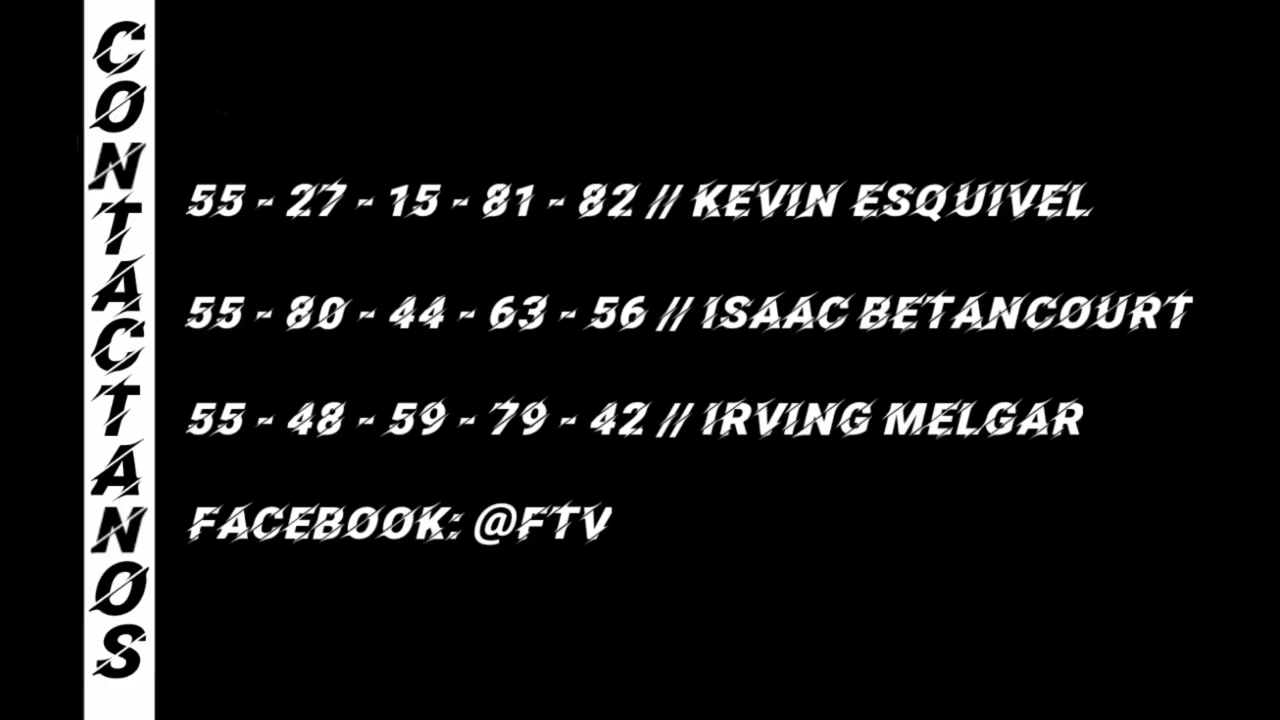 CONTACTANOS
55 - 27 - 15 - 81 - 82 // KEVIN ESQUIVEL
55 - 80 - 44 - 63 - 56 // ISAAC BETANCOURT
55 - 48 - 59 - 79 - 42 // IRVING MELGAR
FACEBOOK: @FTV